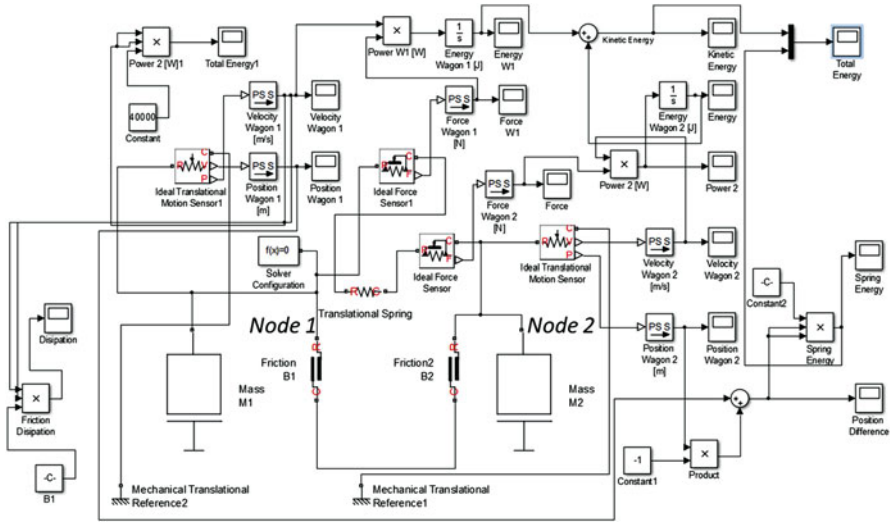 ×
Power 2 [W]1
Total Energy1
40000
Constant
PS S
Velocity
Wagon 1
[m/s]
Velocity
Wagon 1
R
C
V
P
Ideal Translational
Motion Sensor1
PS S
Position
Wagon 1
[m]
Position
Wagon 1
×
Power W1 [W]
1
s
Energy
Wagon 1 [J]
Energy
W1
Kinetic Energy
Kinetic
Energy
Total
Energy
PS S
Force
Wagon 1
[N]
Force
W1
C
F
Ideal Force
Sensor1
1
s
Energy
Wagon 2 [J]
Energy
×
Power 2 [W]
Power 2
PS S
Force
Wagon 2
[N]
Force
f(x)=0
Solver
Configuration
C
F
Ideal Force
Sensor
R
C
V
P
Ideal Translational
Motion Sensor
PS S
Velocity
Wagon 2
[m/s]
Velocity
Wagon 2
Spring
Energy
-C-
Constant2
×
Spring
Energy
Translational Spring
Disipation
Node 1
Node 2
PS S
Position
Wagon 2
[m]
Position
Wagon 2
Friction
B1
Friction2
B2
Mass
M1
Mass
M2
×
Friction
Disipation
Position
Difference
-C-
B1
-1
Constant1
×
Product
Mechanical Translational
Reference2
Mechanical Translational
Reference1